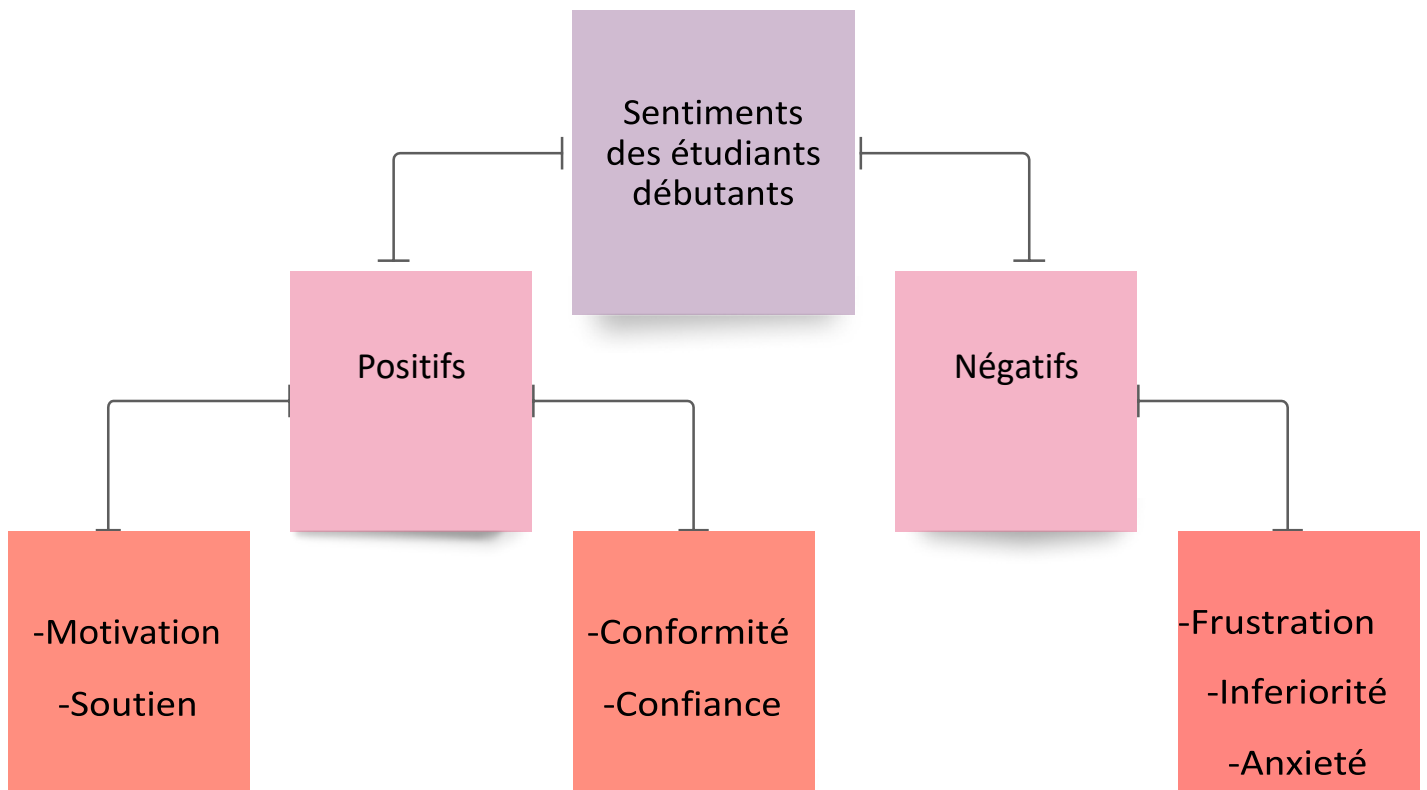 Sentiments
des étudiants
débutants
Positifs
Négatifs
-Motivation
-Soutien
-Conformité
-Confiance
-Frustration
-Inferiorité
-Anxieté